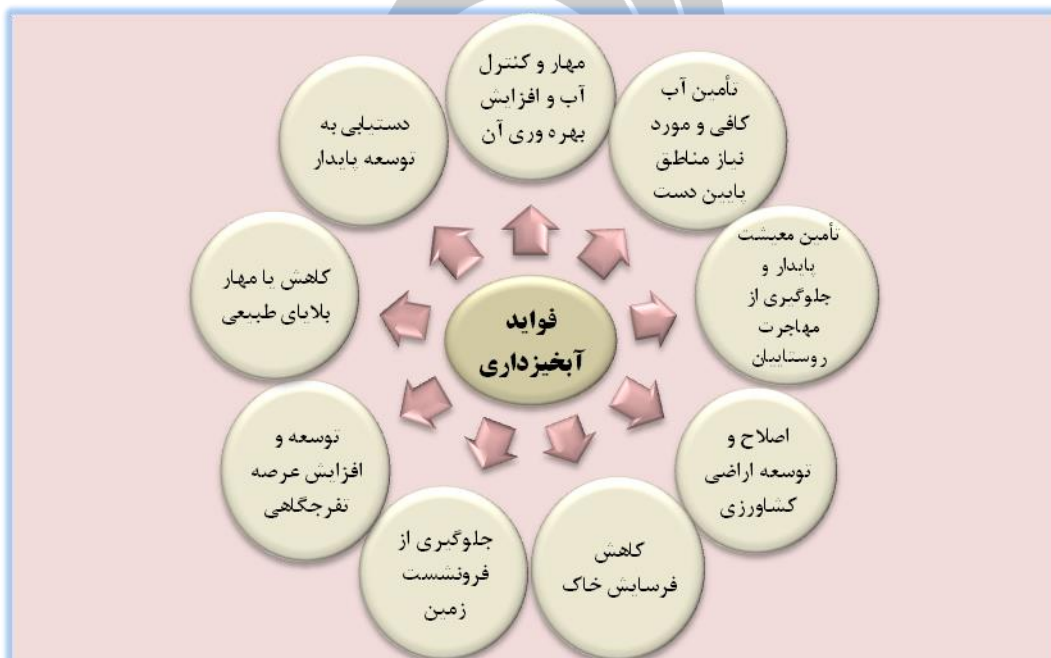 فواید
آبخیزداری
مهار و کنترل
آب و افزایش
بهره وری آن
تأمین آب
کافی و مورد
نیاز مناطق
پایین دست
تأمین معیشت
پایدار و
جلوگیری از
مهاجرت
روستاییان
اصلاح و
توسعه اراضی
کشاورزی
کاهش
فرسایش خاک
جلوگیری از
فرونشست
زمین
توسعه و
افزایش عرصه
تفرجگاهی
کاهش یا مهار
بلایای طبیعی
دستیابی به
توسعه پایدار